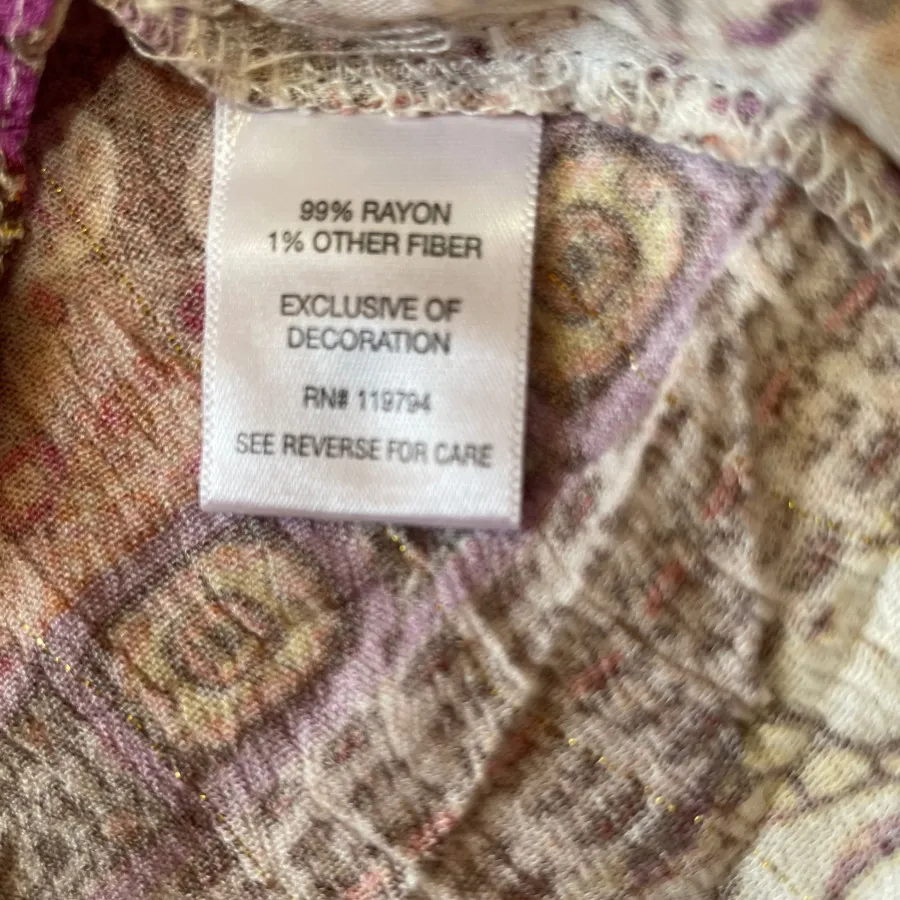 99% RAYON
1% OTHER FIBER
EXCLUSIVE OF
DECORATION
RN# 119794
SEE REVERSE FOR CARE